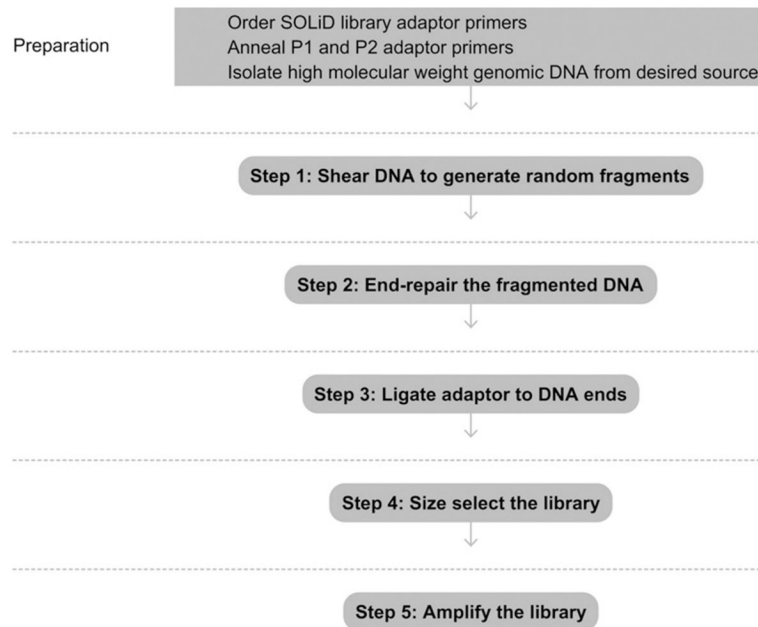 Preparation
Order SOLiD library adaptor primers
Anneal P1 and P2 adaptor primers
Isolate high molecular weight genomic DNA from desired source
Step 1: Shear DNA to generate random fragments
Step 2: End-repair the fragmented DNA
Step 3: Ligate adaptor to DNA ends
Step 4: Size select the library
Step 5: Amplify the library